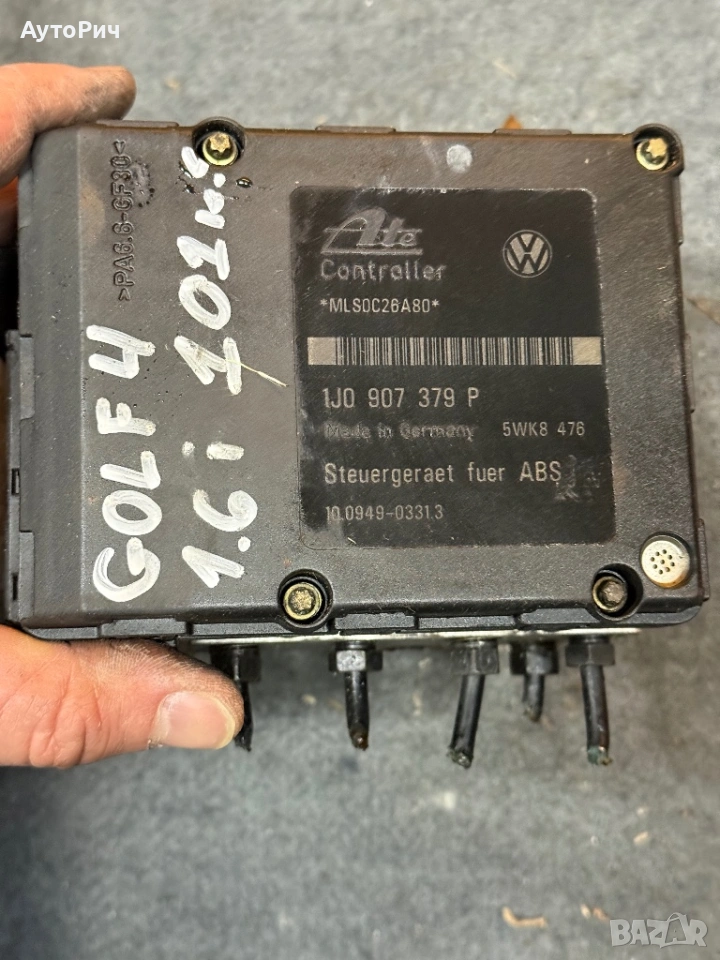 АутоРич
>PA6.6-GF30<
GOLF 4
1.6i 101к.с
Ate
Controller
*MLS0C26A80*
1J0 907 379 P
Made in Germany 5WK8 476
Steuergeraet fuer ABS
10.0949-0331.3
BAZAR